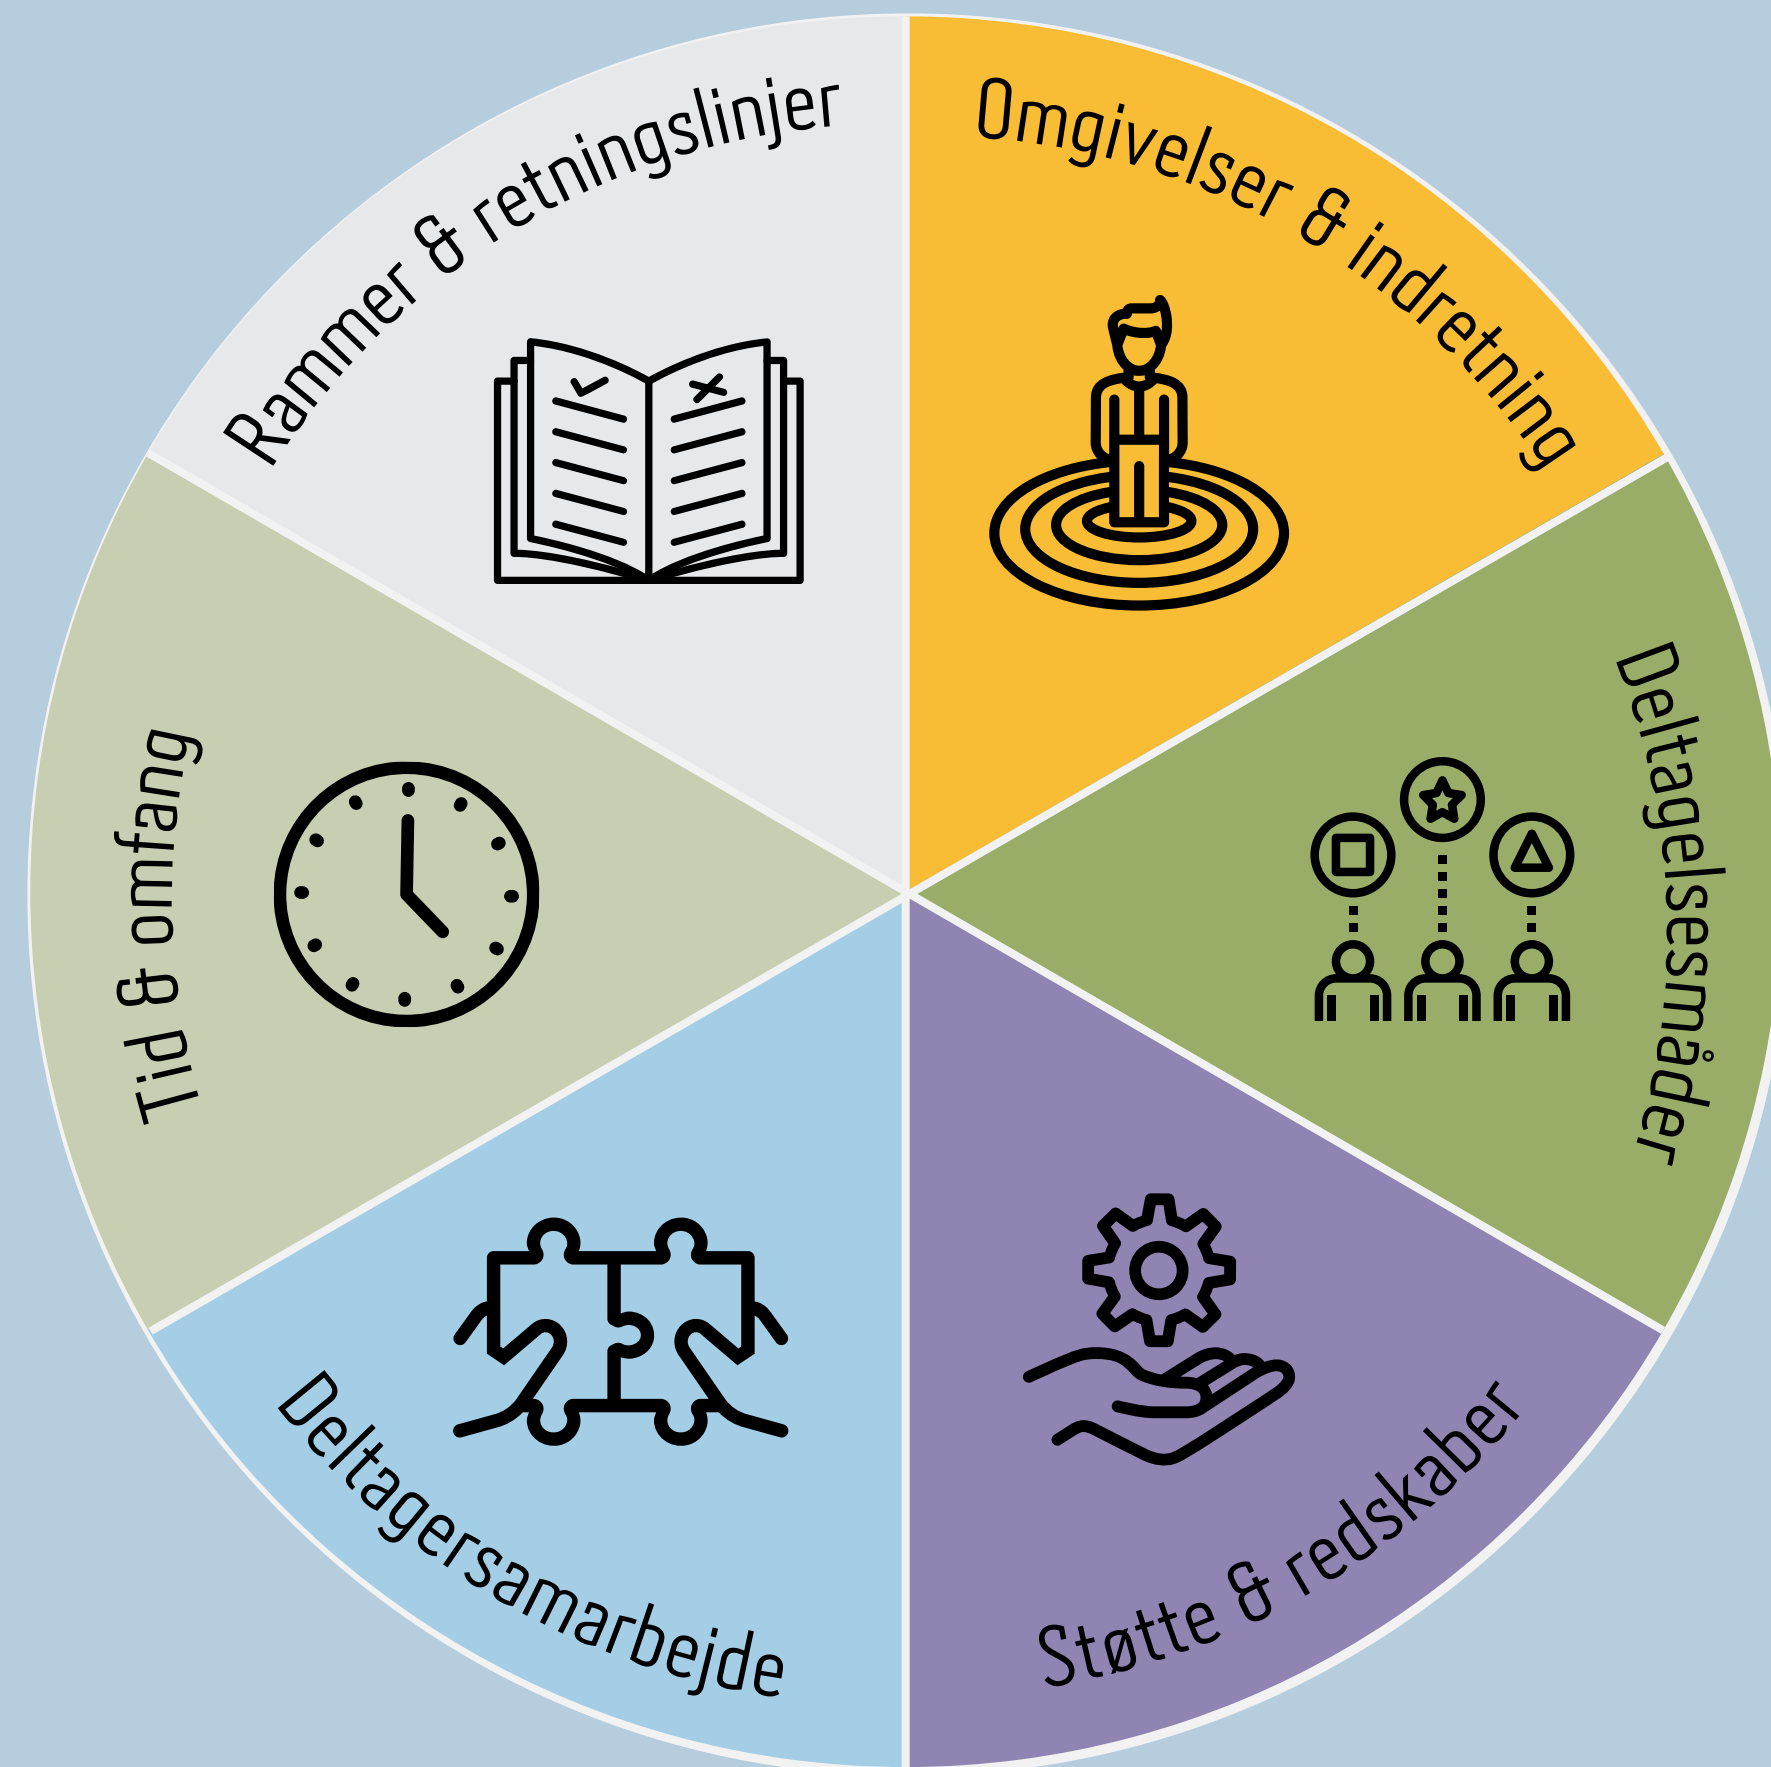 Rammer & retningslinjer
Omgivelser & indretning
Deltagelsesmåder
Støtte & redskaber
Deltagersamarbejde
Tid & omfang